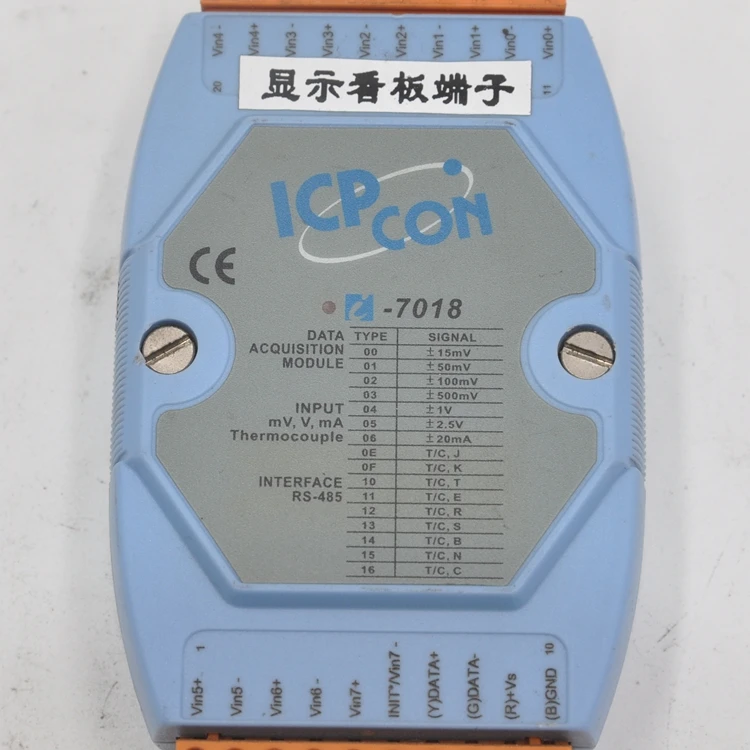 Vin4- Vin4+ Vin3- Vin3+ Vin2- Vin2+ Vin1- Vin1+ Vin0- Vin0+
20 11
显示看板端子
ICP CON
CE
-7018
DATA ACQUISITION MODULE
INPUT
mV, V, mA
Thermocouple
INTERFACE
RS-485
TYPE SIGNAL
00 ±15mV
01 ±50mV
02 ±100mV
03 ±500mV
04 ±1V
05 ±2.5V
06 ±20mA
0E T/C, J
0F T/C, K
10 T/C, T
11 T/C, E
12 T/C, R
13 T/C, S
14 T/C, B
15 T/C, N
16 T/C, C
1 10
Vin5+ Vin5- Vin6+ Vin6- Vin7+ INIT*/Vin7- (Y)DATA+ (G)DATA- (R)+Vs (B)GND